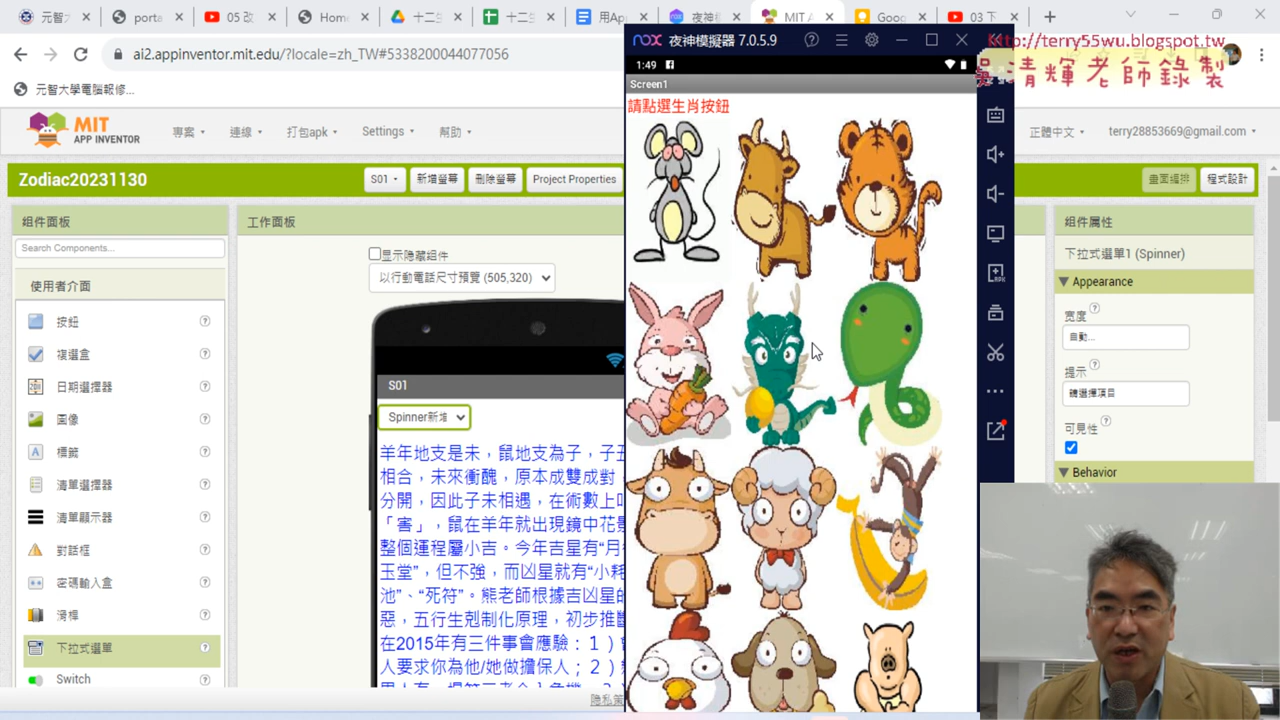 元智大
porta
05 改
Home
十二生
十二生
用Ap
夜神
MIT A
Goog
03 下
ai2.appinventor.mit.edu/?locale=zh_TW#5338200044077056
元智大學電腦報修...
nox 夜神模擬器 7.0.5.9
http://terry55wu.blogspot.tw
吳清輝老師錄製
MIT
APP INVENTOR
專案
連線
打包apk
Settings
幫助
正體中文
terry28853669@gmail.com
Zodiac20231130
S01
新增螢幕
刪除螢幕
Project Properties
畫面編排
程式設計
組件面板
Search Components...
使用者介面
按鈕
複選盒
日期選擇器
圖像
標籤
清單選擇器
清單顯示器
對話框
密碼輸入盒
滑桿
下拉式選單
Switch
工作面板
显示隐藏組件
以行動電話尺寸預覽 (505,320)
S01
Spinner新增
羊年地支是未，鼠地支為子，子丑
相合，未來衝醜，原本成雙成對
分開，因此子未相遇，在術數上叫
「害」，鼠在羊年就出現鏡中花景
整個運程屬小吉。今年吉星有“月
玉堂”，但不強，而凶星就有“小耗
池”、“死符”。熊老師根據吉凶星的
惡，五行生剋制化原理，初步推斷
在2015年有三件事會應驗：1）
人要求你為他/她做擔保人；2）
隐私策
1:49
Screen1
請點選生肖按鈕
組件屬性
下拉式選單1 (Spinner)
Appearance
宽度
自動...
提示
請選擇項目
可見性
Behavior